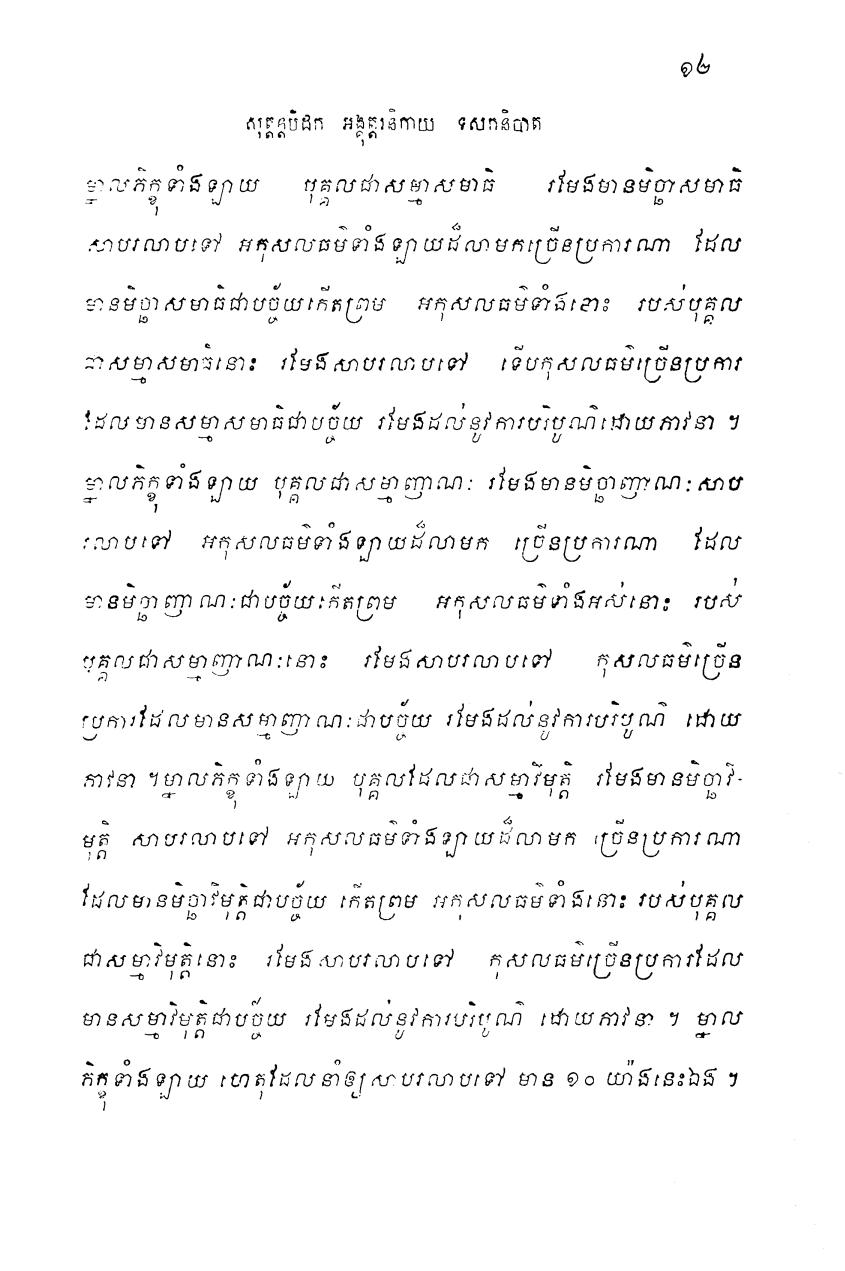 ១២
សុត្តន្តបិដក អង្គុត្តរនិកាយ ទសកនិបាត
ម្នាលភិក្ខុទាំងឡាយ បុគ្គលជាសម្មាសមាធិ រមែងមានមិច្ឆាសមាធិ
សាបរលាបទៅ អកុសលធម៌ទាំងឡាយដ៏លាមកច្រើនប្រការណា ដែល
មានមិច្ឆាសមាធិជាបច្ច័យកើតព្រម អកុសលធម៌ទាំងនោះ របស់បុគ្គល
ជាសម្មាសមាធិនោះ រមែងសាបរលាបទៅ ទើបកុសលធម៌ច្រើនប្រការ
ដែលមានសម្មាសមាធិជាបច្ច័យ រមែងដល់នូវការបរិបូណ៌ដោយភាវនា ។
ម្នាលភិក្ខុទាំងឡាយ បុគ្គលជាសម្មាញាណៈ រមែងមានមិច្ឆាញាណៈសាប
រលាបទៅ អកុសលធម៌ទាំងឡាយដ៏លាមក ច្រើនប្រការណា ដែល
មានមិច្ឆាញាណៈជាបច្ច័យកើតព្រម អកុសលធម៌ទាំងអស់នោះ របស់
បុគ្គលជាសម្មាញាណៈនោះ រមែងសាបរលាបទៅ កុសលធម៌ច្រើន
ប្រការដែលមានសម្មាញាណៈជាបច្ច័យ រមែងដល់នូវការបរិបូណ៌ ដោយ
ភាវនា ។ ម្នាលភិក្ខុទាំងឡាយ បុគ្គលដែលជាសម្មាវិមុត្តិ រមែងមានមិច្ឆាវិ-
មុត្តិ សាបរលាបទៅ អកុសលធម៌ទាំងឡាយដ៏លាមក ច្រើនប្រការណា
ដែលមានមិច្ឆាវិមុត្តិជាបច្ច័យ កើតព្រម អកុសលធម៌ទាំងនោះ របស់បុគ្គល
ជាសម្មាវិមុត្តិនោះ រមែងសាបរលាបទៅ កុសលធម៌ច្រើនប្រការដែល
មានសម្មាវិមុត្តិជាបច្ច័យ រមែងដល់នូវការបរិបូណ៌ ដោយភាវនា ។ ម្នាល
ភិក្ខុទាំងឡាយ ហេតុដែលនាំឲ្យសាបរលាបទៅ មាន ១០ យ៉ាងនេះឯង ។